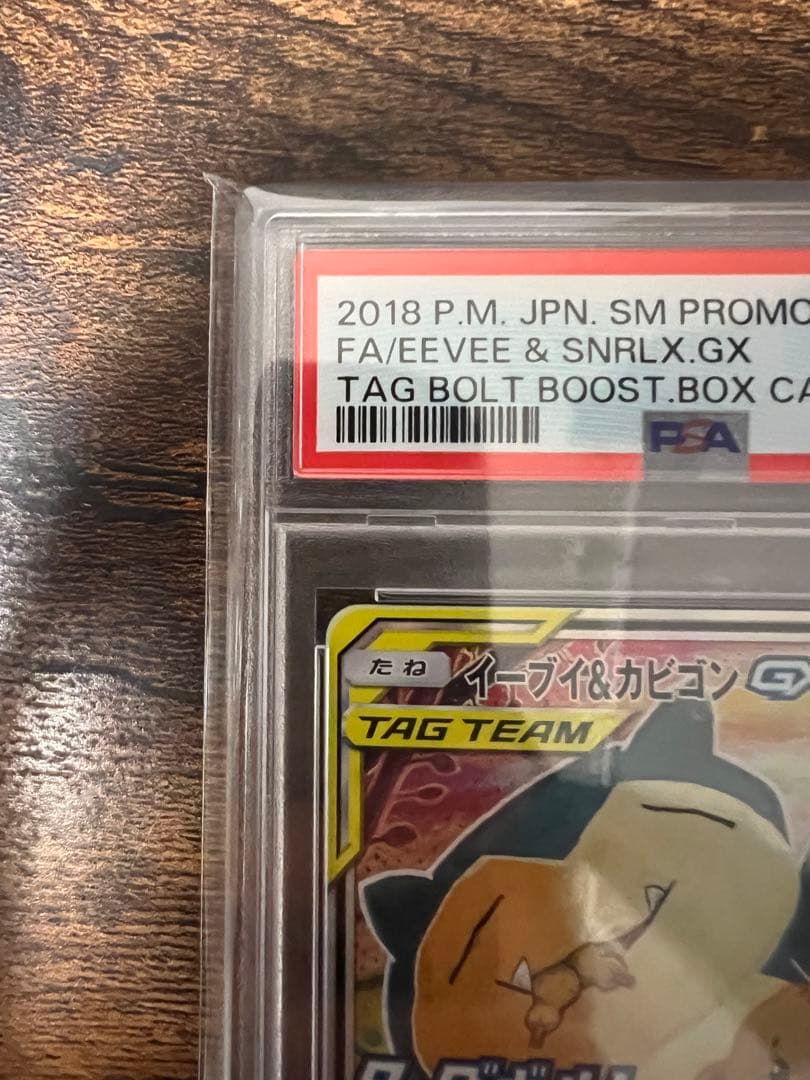 2018 P.M. JPN. SM PROMO
FA/EEVEE & SNRLX.GX
TAG BOLT BOOST.BOX CA
PSA
たね イーブイ&カビゴン GX
TAG TEAM